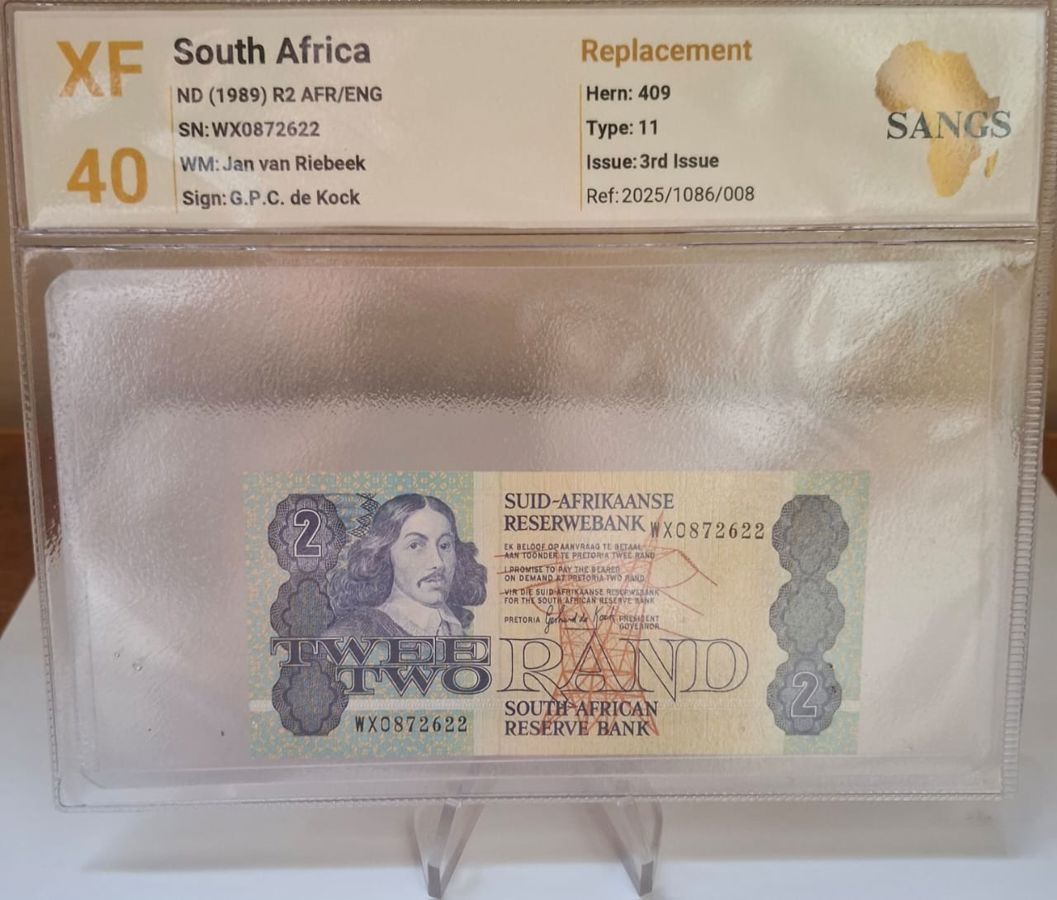 XF
40
South Africa
ND (1989) R2 AFR/ENG
SN:WX0872622
WM: Jan van Riebeek
Sign: G.P.C. de Kock
Replacement
Hern: 409
Type: 11
Issue: 3rd Issue
Ref: 2025/1086/008
SANGS
2
SUID-AFRIKAANSE
RESERWEBANK
WX0872622
EK BELOOF OP AANVRAAG TE BETAAL
AAN TOONDER TE PRETORIA TWEE RAND
I PROMISE TO PAY THE BEARER
ON DEMAND AT PRETORIA TWO RAND
VIR DIE SUID-AFRIKAANSE RESERWEBANK
FOR THE SOUTH AFRICAN RESERVE BANK
PRETORIA Gerhard de Kock PRESIDENT
GOVERNOR
TWEE
TWO
RAND
WX0872622
SOUTH AFRICAN
RESERVE BANK
2